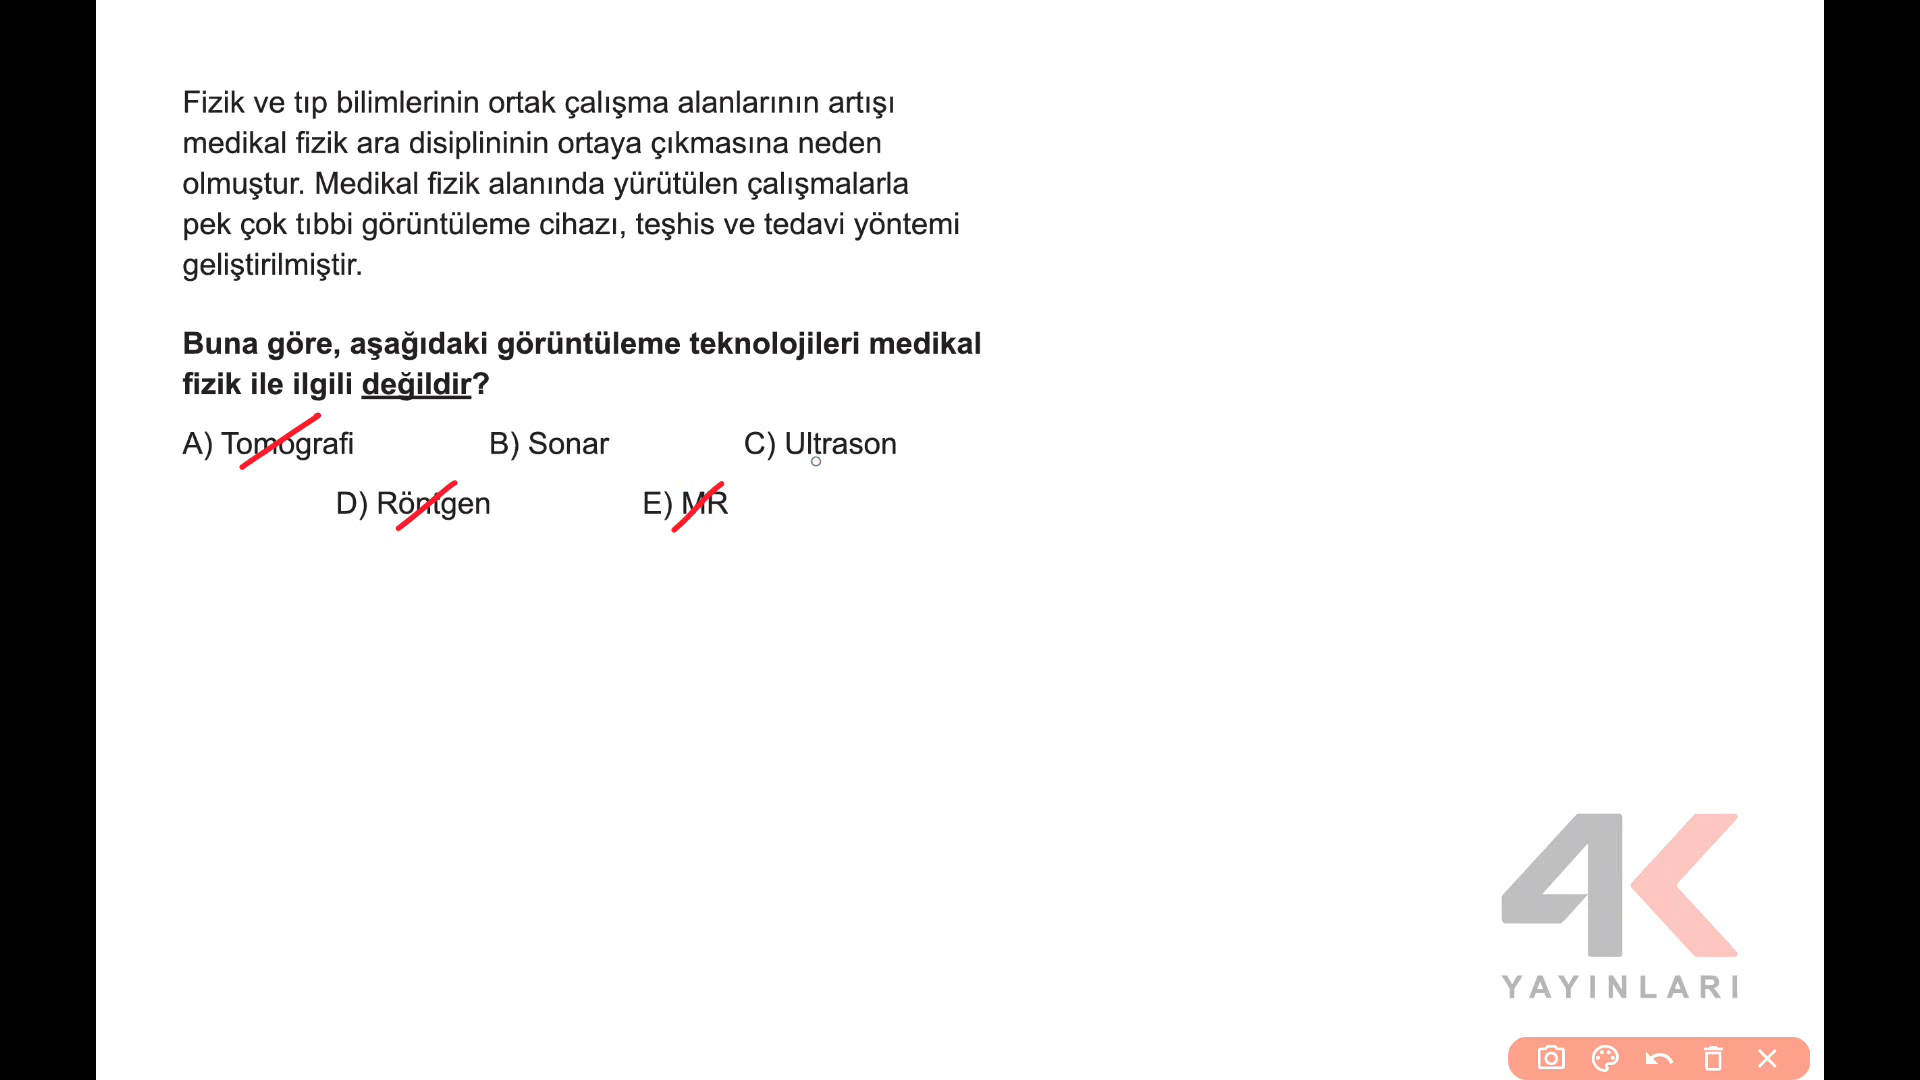 Fizik ve tıp bilimlerinin ortak çalışma alanlarının artışı
medikal fizik ara disiplininin ortaya çıkmasına neden
olmuştur. Medikal fizik alanında yürütülen çalışmalarla
pek çok tıbbi görüntüleme cihazı, teşhis ve tedavi yöntemi
geliştirilmiştir.
Buna göre, aşağıdaki görüntüleme teknolojileri medikal
fizik ile ilgili değildir?
A) Tomografi B) Sonar C) Ultrason
D) Röntgen E) MR
4K
YAYINLARI